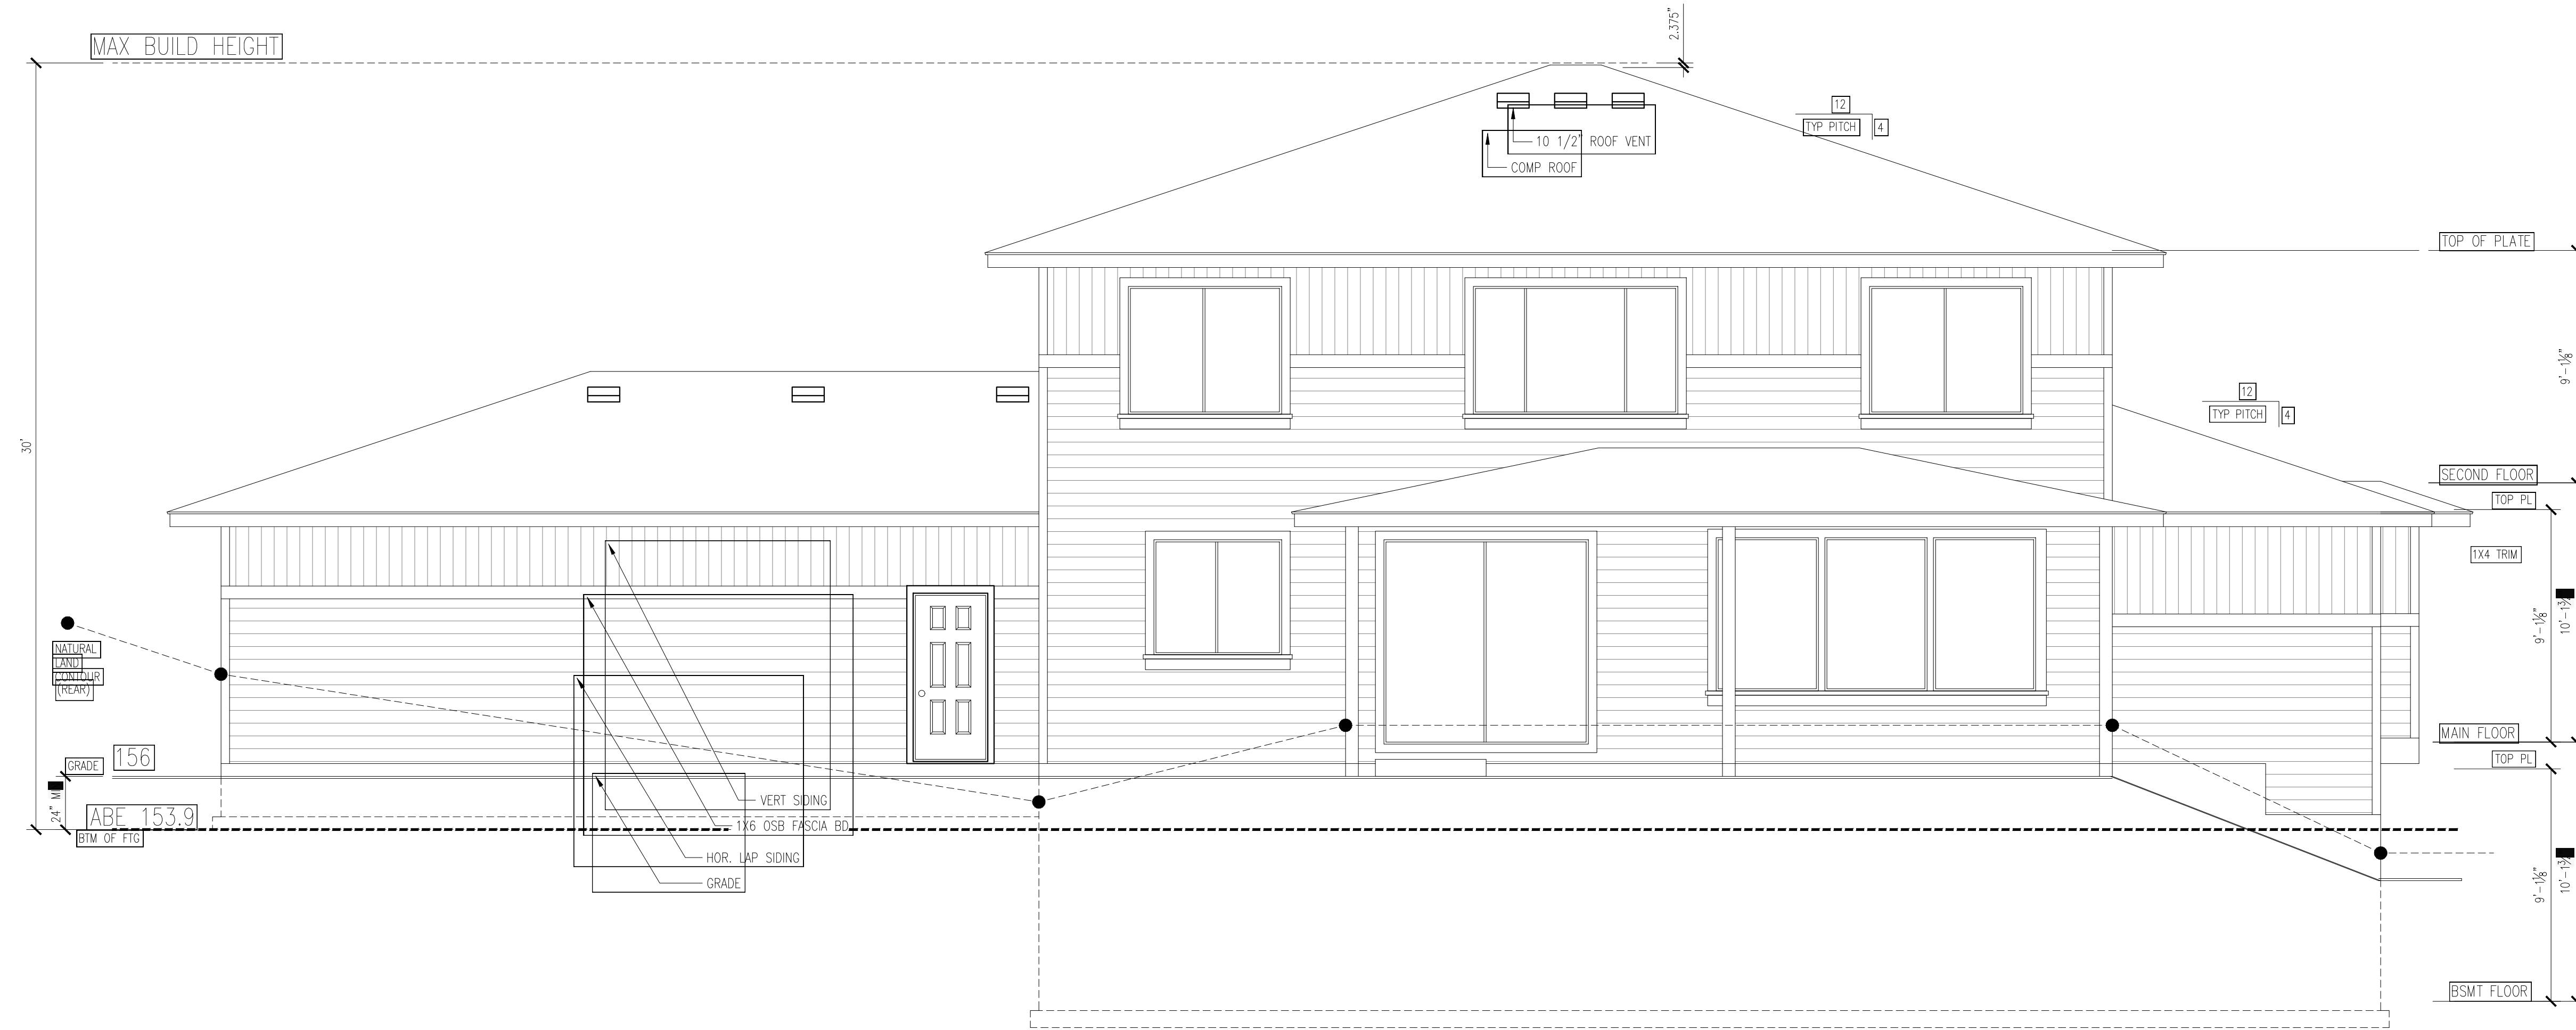 MAX BUILD HEIGHT
2.375"
12
TYP PITCH 4
10 1/2" ROOF VENT
COMP ROOF
TOP OF PLATE
9'-1⅛"
12
TYP PITCH 4
30'
SECOND FLOOR
TOP PL
1X4 TRIM
9'-1⅛"
10'-1¾
NATURAL
LAND
CONTOUR
(REAR)
MAIN FLOOR
TOP PL
156
GRADE
24"
ABE 153.9
BTM OF FTG
VERT SIDING
1X6 OSB FASCIA BD
HOR. LAP SIDING
GRADE
9'-1⅛"
10'-1¾
BSMT FLOOR